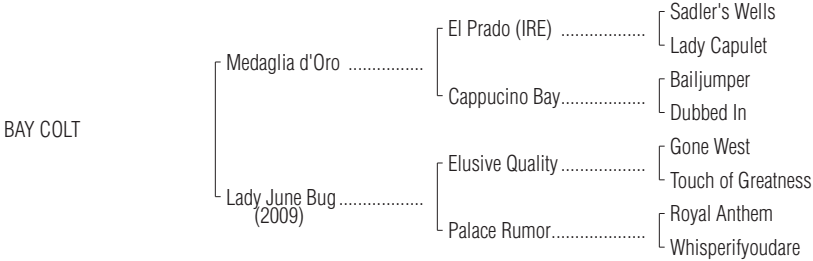 Sadler's Wells
El Prado (IRE) ..................
Lady Capulet
Medaglia d'Oro ................
Bailjumper
Cappucino Bay..................
Dubbed In
BAY COLT
Gone West
Elusive Quality ..................
Touch of Greatness
Lady June Bug ..................
(2009)
Royal Anthem
Palace Rumor....................
Whisperifyoudare